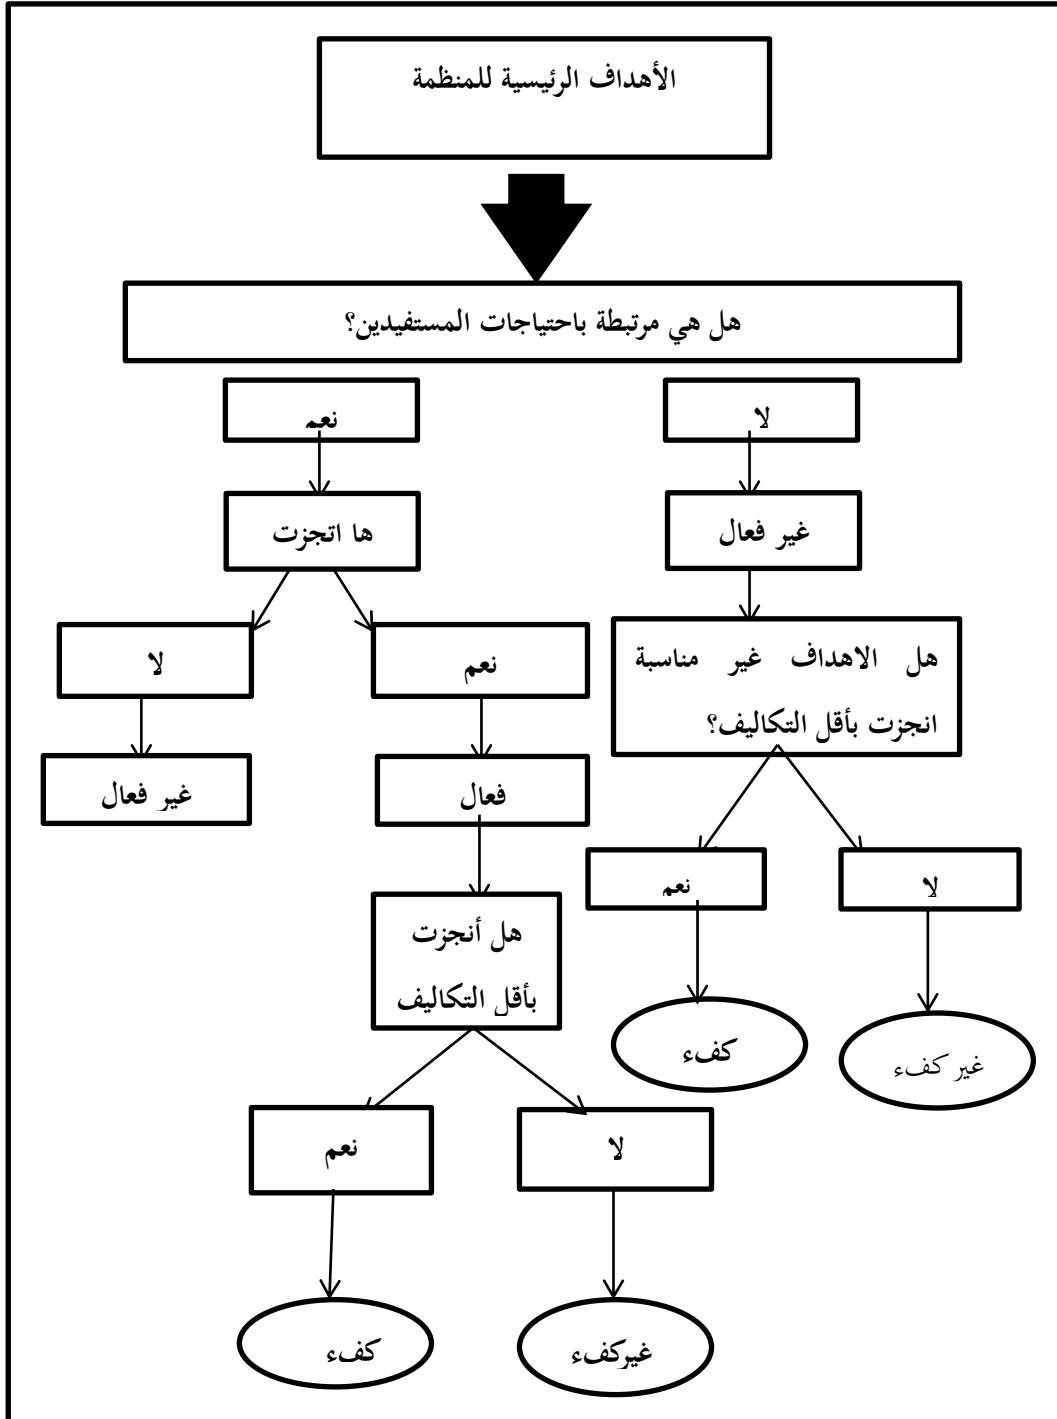 الأهداف الرئيسية للمنظمة
هل هي مرتبطة باحتياجات المستفيدين؟
لا
نعم
غير فعال
ها اتجزت
هل الاهداف غير مناسبة
انجزت بأقل التكاليف؟
نعم
لا
فعال
غير فعال
لا
نعم
هل أنجزت
بأقل التكاليف
غير كفء
كفء
لا
نعم
غيركفء
كفء